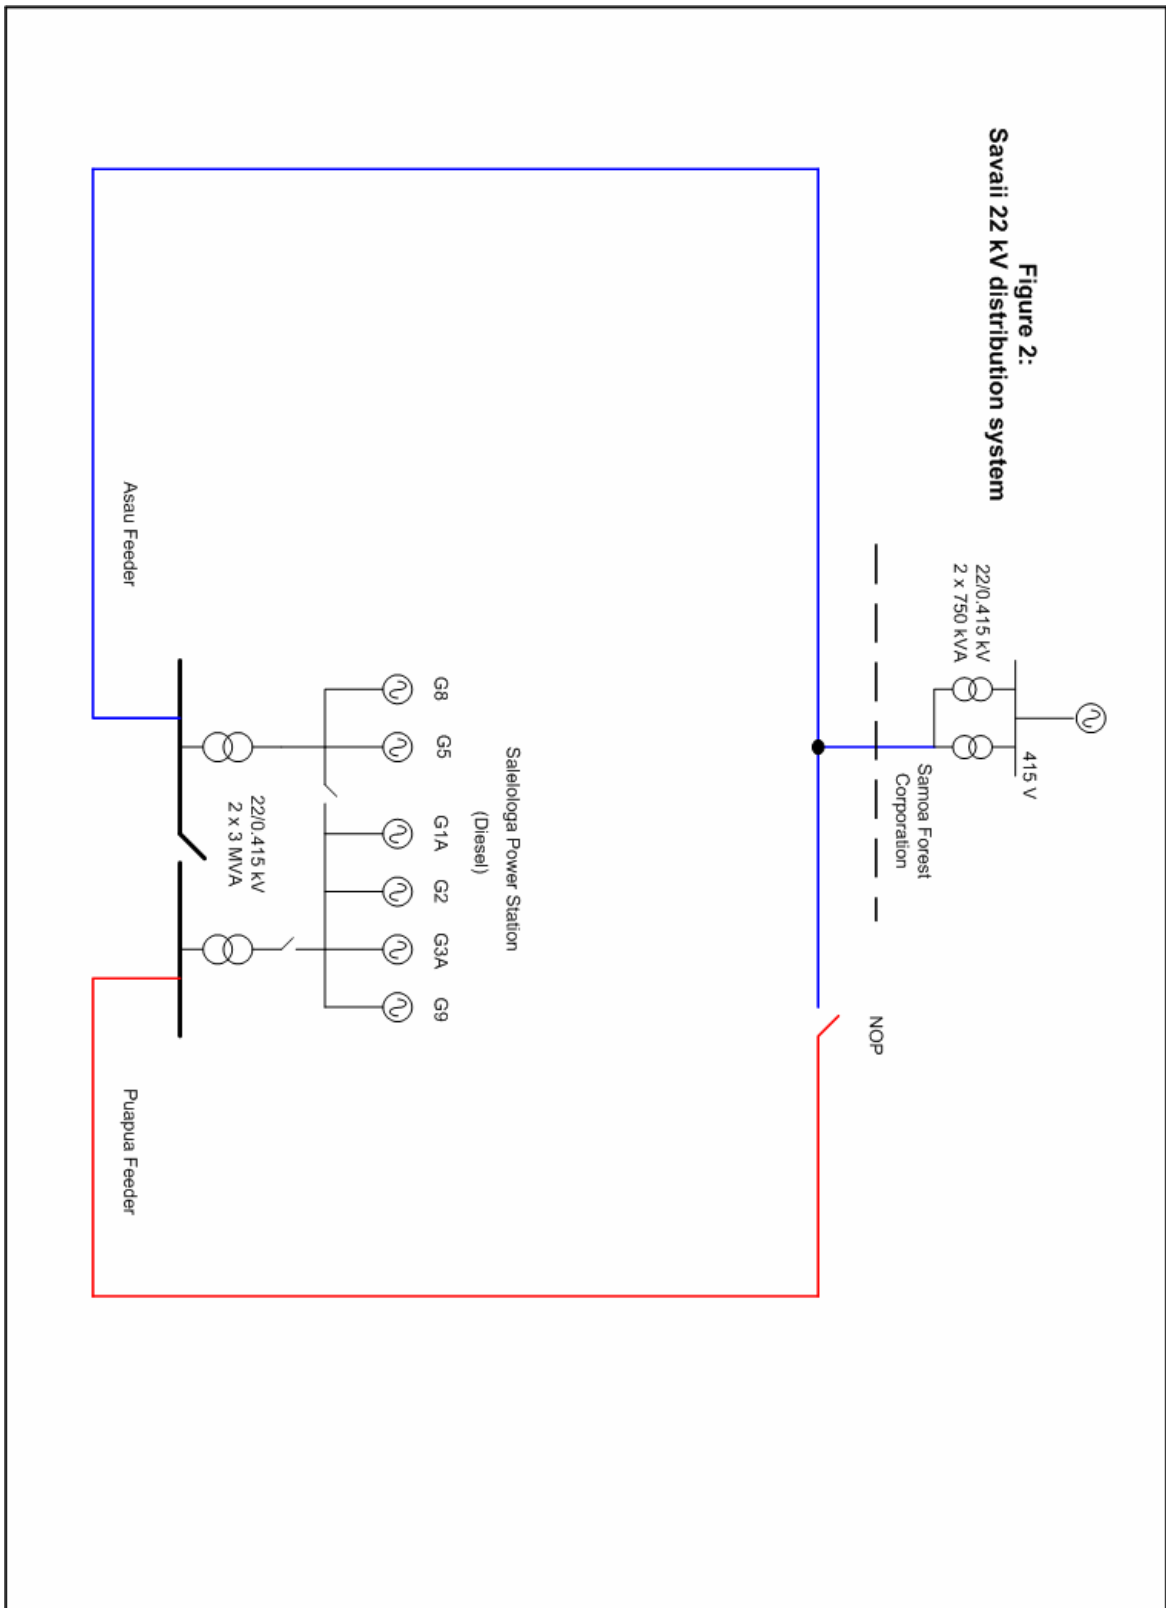 Figure 2:
Savaii 22 kV distribution system
22/0.415 kV
2 x 750 kVA
415 V
Samoa Forest
Corporation
NOP
Salelologa Power Station
(Diesel)
G8
G5
G1A
G2
G3A
G9
22/0.415 kV
2 x 3 MVA
Asau Feeder
Puapua Feeder